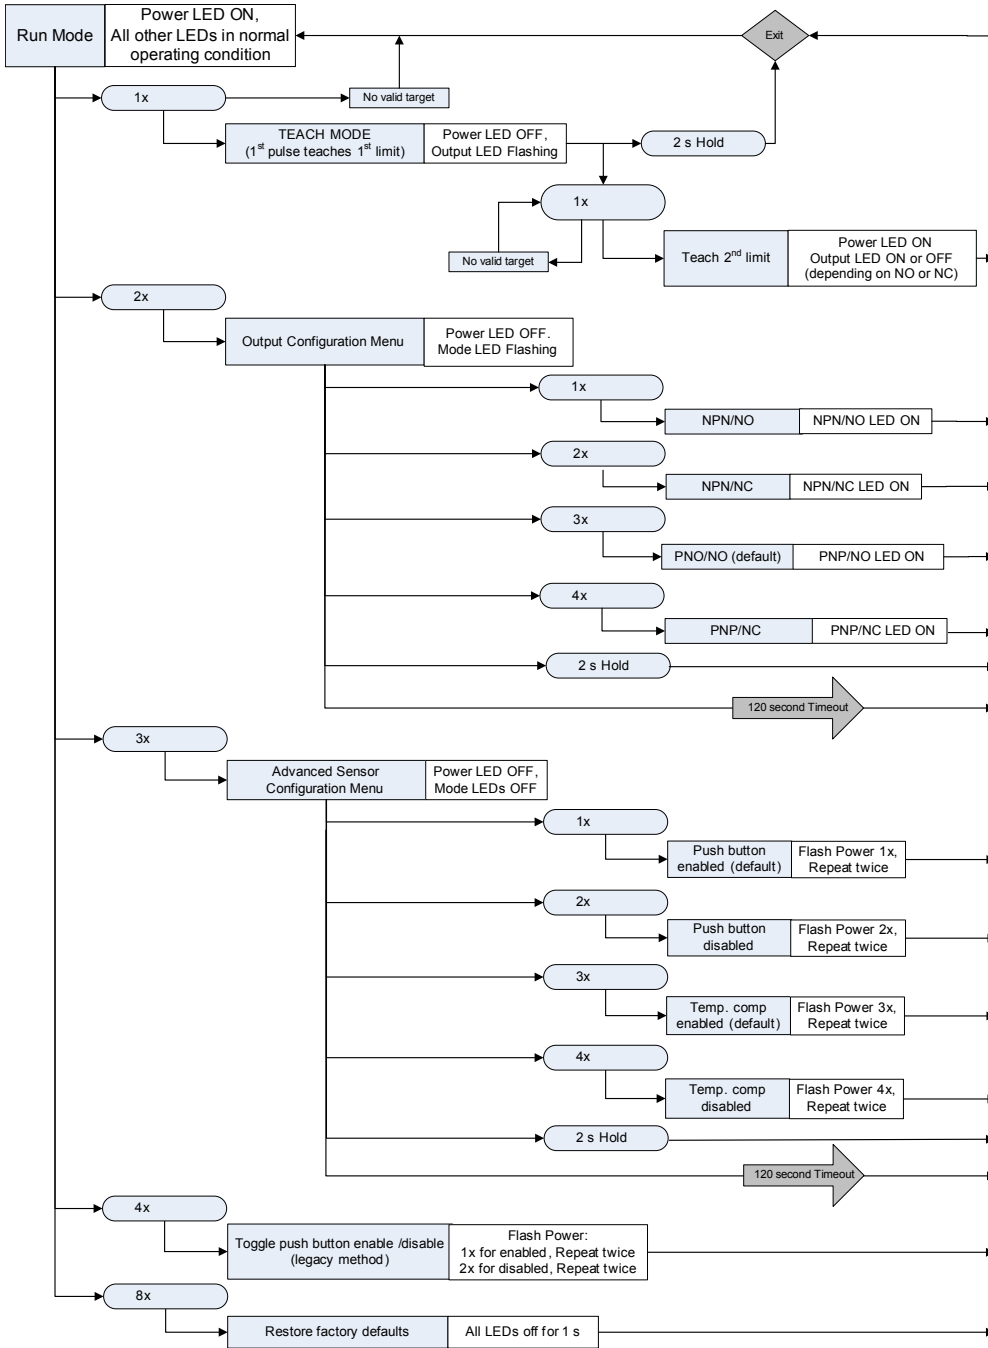 Run Mode
Power LED ON,
All other LEDs in normal
operating condition
Exit
1x
No valid target
TEACH MODE
(1st pulse teaches 1st limit)
Power LED OFF,
Output LED Flashing
2 s Hold
1x
No valid target
Teach 2nd limit
Power LED ON
Output LED ON or OFF
(depending on NO or NC)
2x
Output Configuration Menu
Power LED OFF.
Mode LED Flashing
1x
NPN/NO
NPN/NO LED ON
2x
NPN/NC
NPN/NC LED ON
3x
PNO/NO (default)
PNP/NO LED ON
4x
PNP/NC
PNP/NC LED ON
2 s Hold
120 second Timeout
3x
Advanced Sensor
Configuration Menu
Power LED OFF,
Mode LEDs OFF
1x
Push button
enabled (default)
Flash Power 1x,
Repeat twice
2x
Push button
disabled
Flash Power 2x,
Repeat twice
3x
Temp. comp
enabled (default)
Flash Power 3x,
Repeat twice
4x
Temp. comp
disabled
Flash Power 4x,
Repeat twice
2 s Hold
120 second Timeout
4x
Toggle push button enable /disable
(legacy method)
Flash Power:
1x for enabled, Repeat twice
2x for disabled, Repeat twice
8x
Restore factory defaults
All LEDs off for 1 s